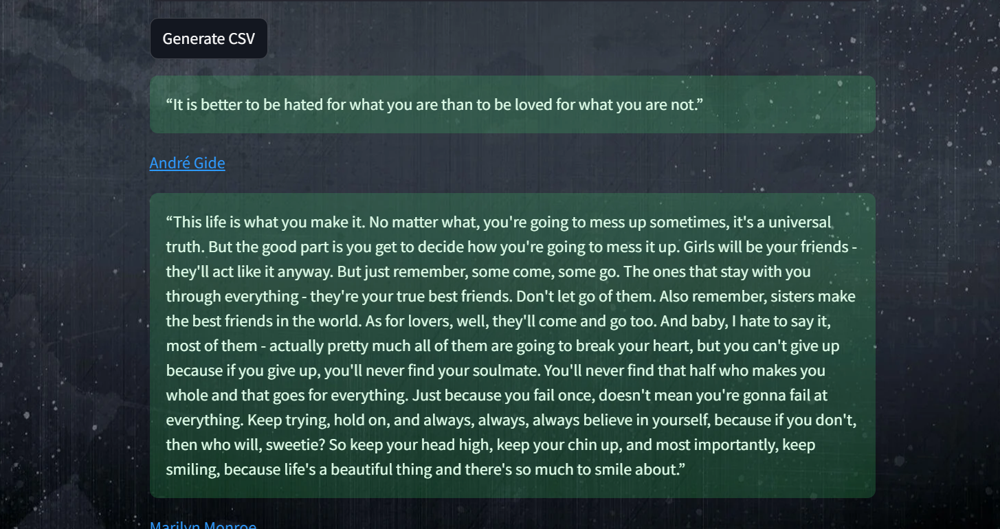 Generate CSV
“It is better to be hated for what you are than to be loved for what you are not.”
André Gide
“This life is what you make it. No matter what, you're going to mess up sometimes, it's a universal
truth. But the good part is you get to decide how you're going to mess it up. Girls will be your friends -
they'll act like it anyway. But just remember, some come, some go. The ones that stay with you
through everything - they're your true best friends. Don't let go of them. Also remember, sisters make
the best friends in the world. As for lovers, well, they'll come and go too. And baby, I hate to say it,
most of them - actually pretty much all of them are going to break your heart, but you can't give up
because if you give up, you'll never find your soulmate. You'll never find that half who makes you
whole and that goes for everything. Just because you fail once, doesn't mean you're gonna fail at
everything. Keep trying, hold on, and always, always, always believe in yourself, because if you don't,
then who will, sweetie? So keep your head high, keep your chin up, and most importantly, keep
smiling, because life's a beautiful thing and there's so much to smile about.”
Marilyn Monroe